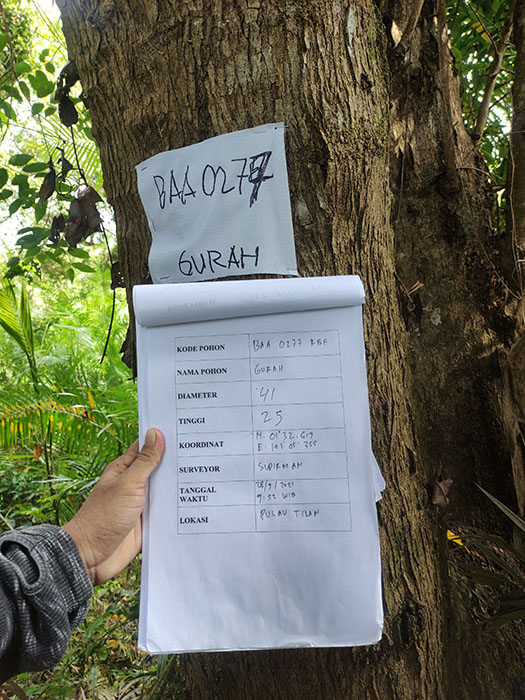 BAA 0277
GURAH
KODE POHON BAA 0277 RBF
NAMA POHON GURAH
DIAMETER 41
TINGGI 25
KOORDINAT N. 01°32.619
E. 101°05'355
SURVEYOR SUDIRMAN
TANGGAL 28/9/2021
WAKTU 9:52 WIB
LOKASI PULAU TILAN